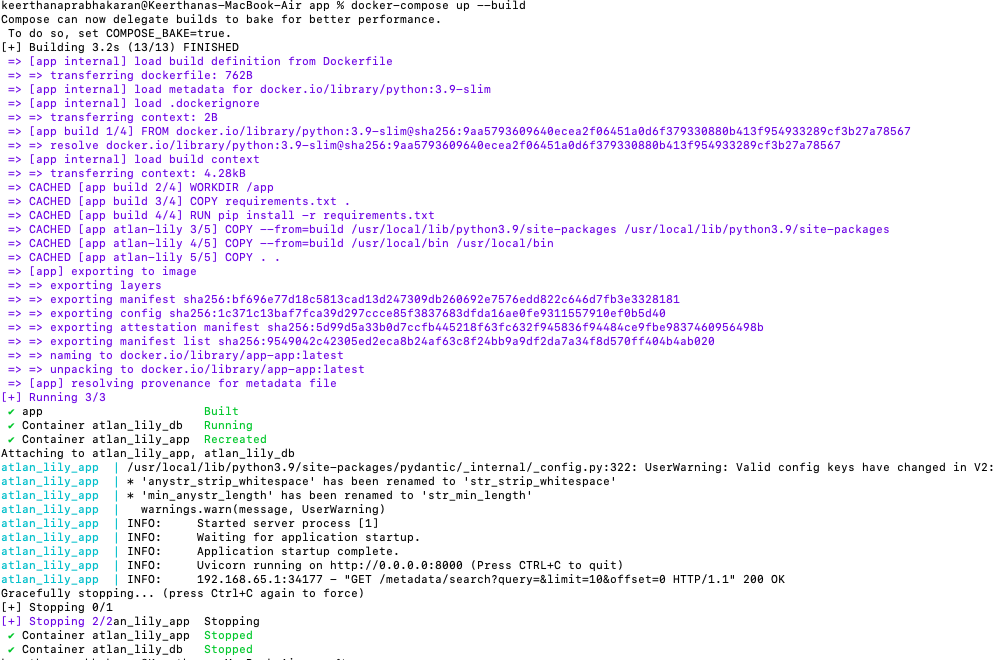 keerthanaprabhakaran@Keerthanas-MacBook-Air app % docker-compose up --build
Compose can now delegate builds to bake for better performance.
 To do so, set COMPOSE_BAKE=true.
[+] Building 3.2s (13/13) FINISHED
 => [app internal] load build definition from Dockerfile
 => => transferring dockerfile: 762B
 => [app internal] load metadata for docker.io/library/python:3.9-slim
 => [app internal] load .dockerignore
 => => transferring context: 2B
 => [app build 1/4] FROM docker.io/library/python:3.9-slim@sha256:9aa5793609640ecea2f06451a0d6f379330880b413f954933289cf3b27a78567
 => => resolve docker.io/library/python:3.9-slim@sha256:9aa5793609640ecea2f06451a0d6f379330880b413f954933289cf3b27a78567
 => [app internal] load build context
 => => transferring context: 4.28kB
 => CACHED [app build 2/4] WORKDIR /app
 => CACHED [app build 3/4] COPY requirements.txt .
 => CACHED [app build 4/4] RUN pip install -r requirements.txt
 => CACHED [app atlan-lily 3/5] COPY --from=build /usr/local/lib/python3.9/site-packages /usr/local/lib/python3.9/site-packages
 => CACHED [app atlan-lily 4/5] COPY --from=build /usr/local/bin /usr/local/bin
 => CACHED [app atlan-lily 5/5] COPY . .
 => [app] exporting to image
 => => exporting layers
 => => exporting manifest sha256:bf696e77d18c5813cad13d247309db260692e7576edd822c646d7fb3e3328181
 => => exporting config sha256:1c371c13baf7fca39d297ccce85f3837683dfda16ae0fe9311557910ef0b5d40
 => => exporting attestation manifest sha256:5d99d5a33b0d7ccfb445218f63fc632f945836f94484ce9fbe9837460956498b
 => => exporting manifest list sha256:9549042c42305ed2eca8b24af63c8f24bb9a9df2da7a34f8d570ff404b4ab020
 => => naming to docker.io/library/app-app:latest
 => => unpacking to docker.io/library/app-app:latest
 => [app] resolving provenance for metadata file
[+] Running 3/3
 ✔ app                       Built
 ✔ Container atlan_lily_db   Running
 ✔ Container atlan_lily_app  Recreated
Attaching to atlan_lily_app, atlan_lily_db
atlan_lily_app  | /usr/local/lib/python3.9/site-packages/pydantic/_internal/_config.py:322: UserWarning: Valid config keys have changed in V2:
atlan_lily_app  | * 'anystr_strip_whitespace' has been renamed to 'str_strip_whitespace'
atlan_lily_app  | * 'min_anystr_length' has been renamed to 'str_min_length'
atlan_lily_app  |   warnings.warn(message, UserWarning)
atlan_lily_app  | INFO:     Started server process [1]
atlan_lily_app  | INFO:     Waiting for application startup.
atlan_lily_app  | INFO:     Application startup complete.
atlan_lily_app  | INFO:     Uvicorn running on http://0.0.0.0:8000 (Press CTRL+C to quit)
atlan_lily_app  | INFO:     192.168.65.1:34177 - "GET /metadata/search?query=&limit=10&offset=0 HTTP/1.1" 200 OK
Gracefully stopping... (press Ctrl+C again to force)
[+] Stopping 0/1
[+] Stopping 2/2an_lily_app  Stopping
 ✔ Container atlan_lily_app  Stopped
 ✔ Container atlan_lily_db   Stopped